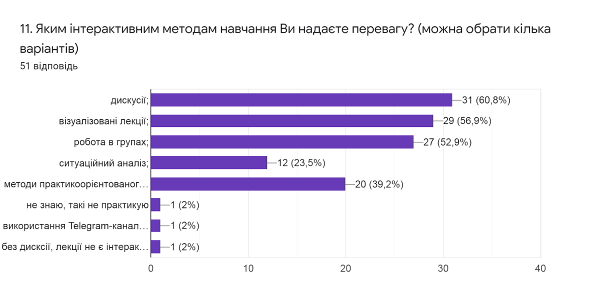 11. Яким інтерактивним методам навчання Ви надаєте перевагу? (можна обрати кілька
варіантів)
51 відповідь
дискусії; 31 (60,8%)
візуалізовані лекції; 29 (56,9%)
робота в групах; 27 (52,9%)
ситуаційний аналіз; 12 (23,5%)
методи практикоорієнтованог… 20 (39,2%)
не знаю, такі не практикую 1 (2%)
використання Telegram-канал… 1 (2%)
без дисксії, лекції не є інтерак… 1 (2%)
0 10 20 30 40